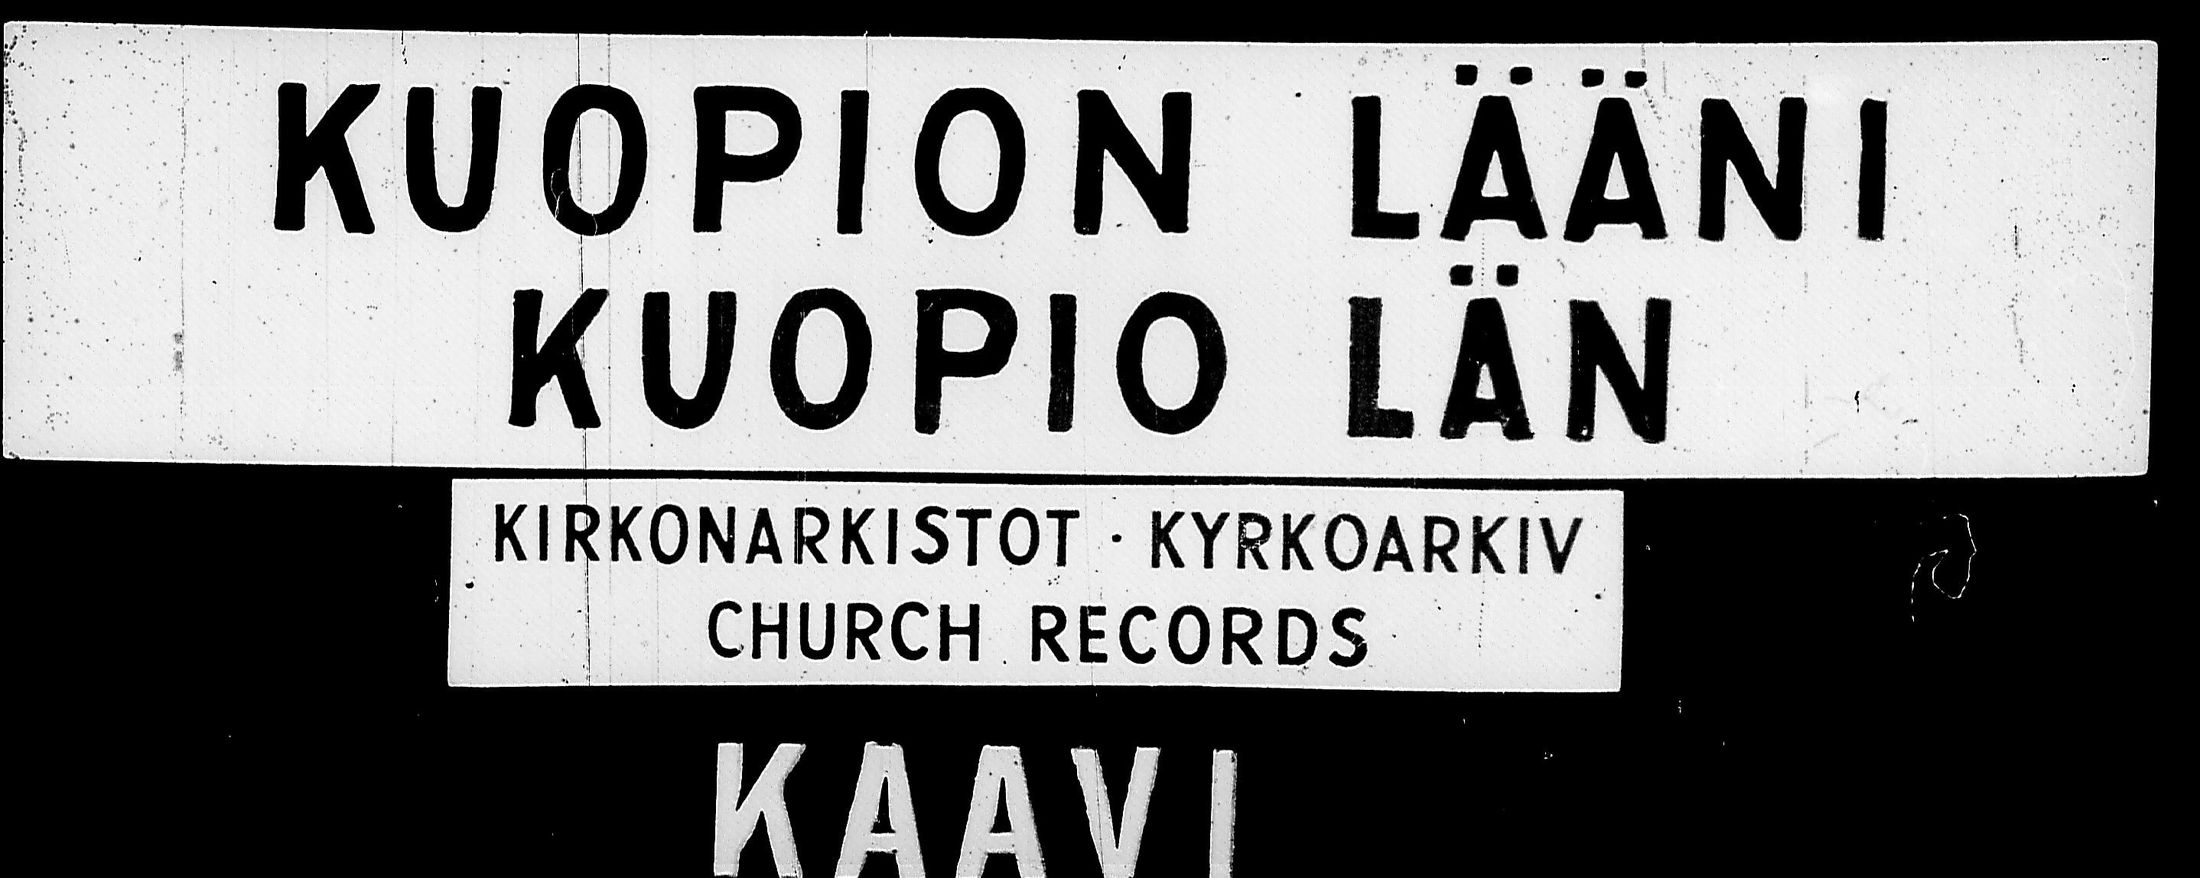 KUOPION LÄÄNI
KUOPIO LÄN
KIRKONARKISTOT · KYRKOARKIV
CHURCH RECORDS
KAAVI